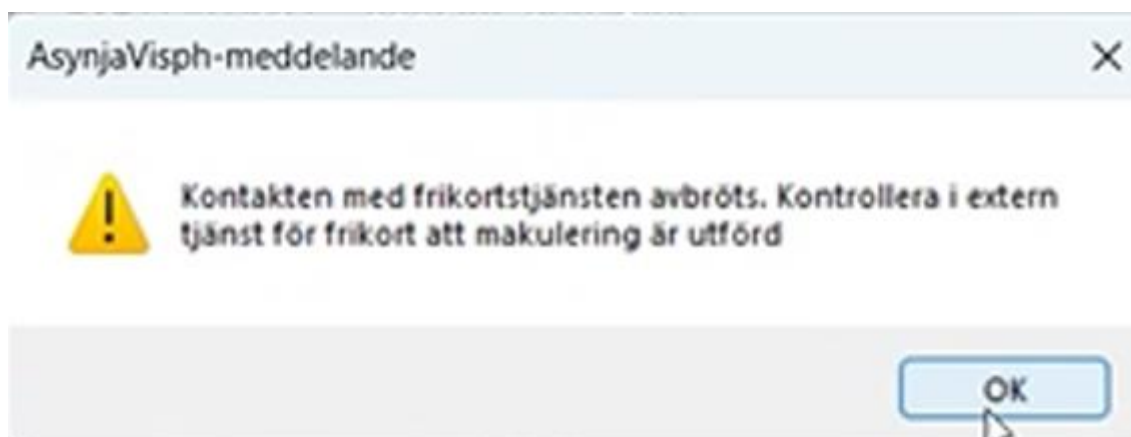 AsynjaVisph-meddelande
Kontakten med frikortstjänsten avbröts. Kontrollera i extern
tjänst för frikort att makulering är utförd
OK